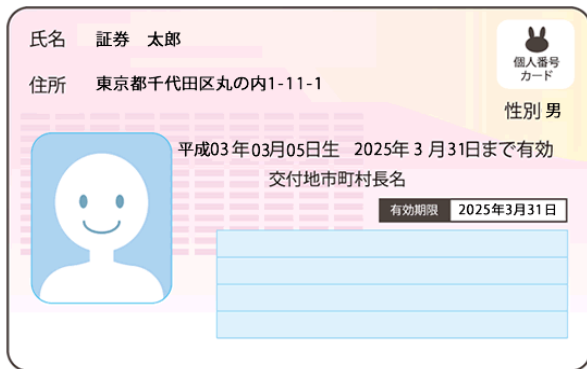 氏名 証券 太郎
個人番号
カード
住所 東京都千代田区丸の内1-11-1
性別 男
平成03年03月05日生 2025年3月31日まで有効
交付地市町村長名
有効期限 2025年3月31日